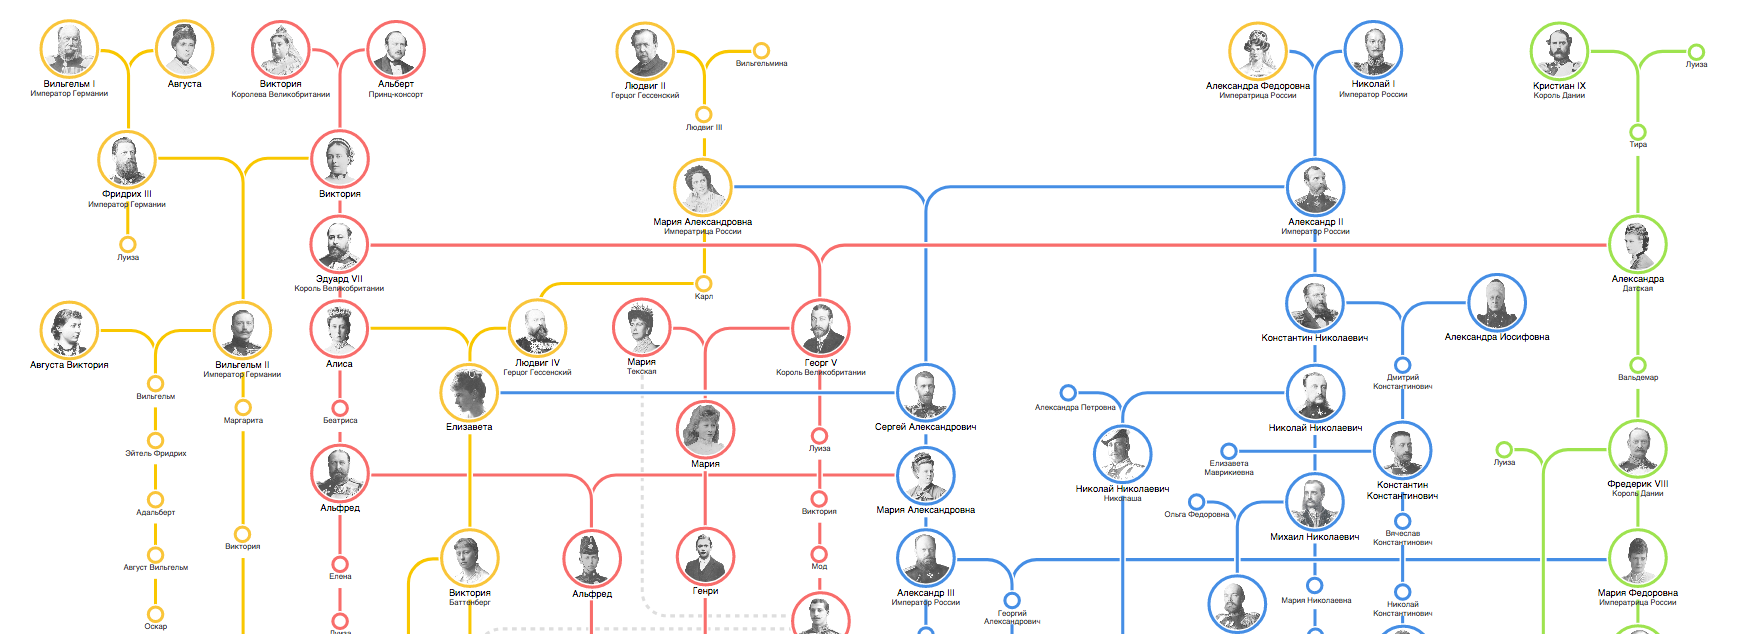 Вильгельм I
Император Германии
Августа
Виктория
Королева Великобритании
Альберт
Принц-консорт
Людвиг II
Герцог Гессенский
Вильгельмина
Александра Федоровна
Императрица России
Николай I
Император России
Кристиан IX
Король Дании
Луиза
Людвиг III
Тира
Фридрих III
Император Германии
Виктория
Мария Александровна
Императрица России
Александр II
Император России
Луиза
Эдуард VII
Король Великобритании
Александра
Датская
Карл
Августа Виктория
Вильгельм II
Император Германии
Алиса
Людвиг IV
Герцог Гессенский
Мария
Текская
Георг V
Король Великобритании
Константин Николаевич
Александра Иосифовна
Вильгельм
Маргарита
Беатриса
Елизавета
Сергей Александрович
Александра Петровна
Николай Николаевич
Дмитрий
Константинович
Вальдемар
Эйтель Фридрих
Мария
Луиза
Николай Николаевич
Николаша
Елизавета
Маврикиевна
Константин
Константинович
Луиза
Фредерик VIII
Король Дании
Адальберт
Альфред
Виктория
Мария Александровна
Ольга Федоровна
Михаил Николаевич
Вячеслав
Константинович
Виктория
Август Вильгельм
Елена
Виктория
Баттенберг
Альфред
Генри
Мод
Александр III
Император России
Георгий
Александрович
Мария Николаевна
Николай
Константинович
Мария Федоровна
Императрица России
Оскар
Луиза